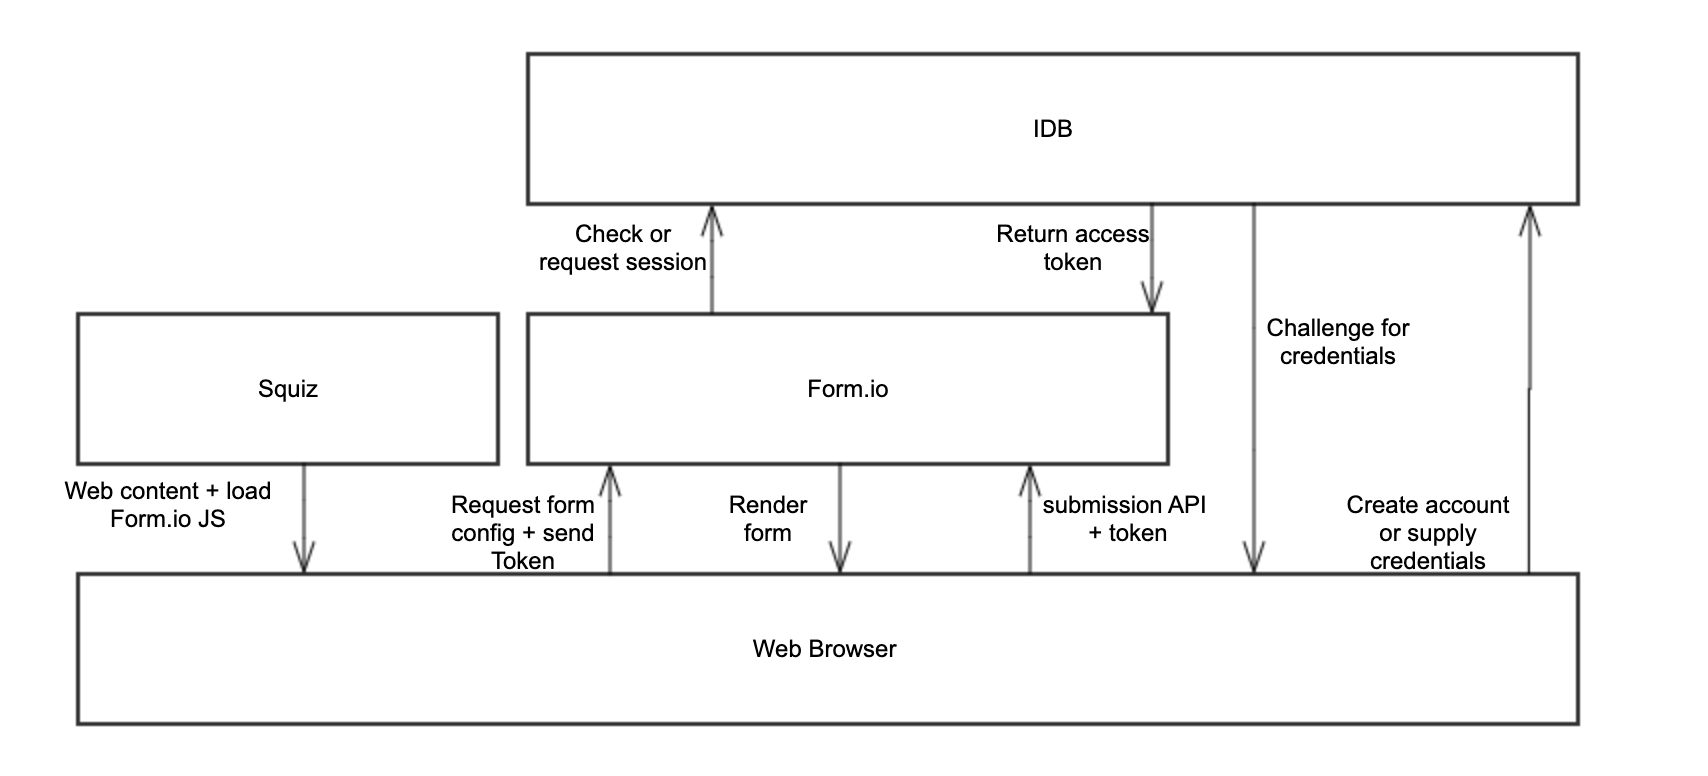 IDB
Check or
request session
Return access
token
Challenge for
credentials
Squiz
Form.io
Web content + load
Form.io JS
Request form
config + send
Token
Render
form
submission API
+ token
Create account
or supply
credentials
Web Browser